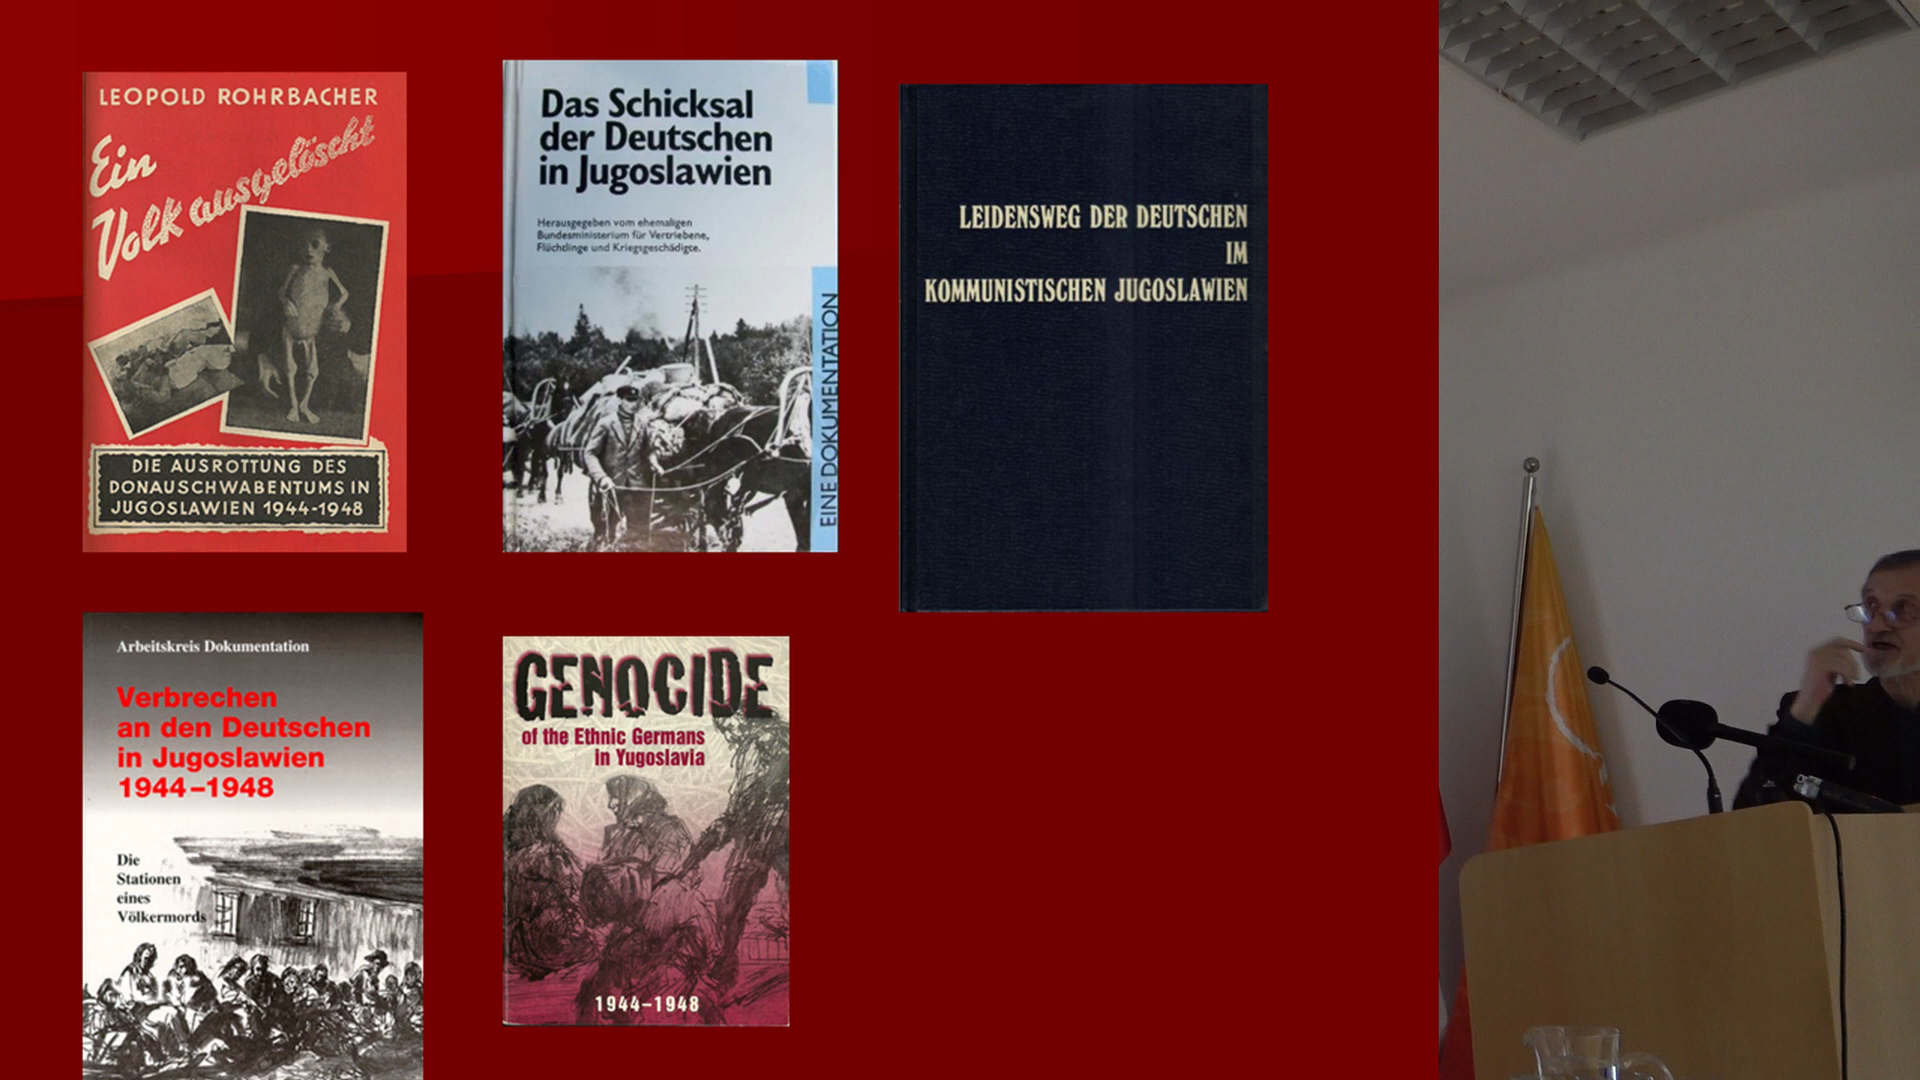 LEOPOLD ROHRBACHER
Ein
Volk ausgelöscht
DIE AUSROTTUNG DES
DONAUSCHWABENTUMS IN
JUGOSLAWIEN 1944-1948
Das Schicksal
der Deutschen
in Jugoslawien
Herausgegeben vom ehemaligen
Bundesministerium für Vertriebene,
Flüchtlinge und Kriegsgeschädigte.
EINE DOKUMENTATION
LEIDENSWEG DER DEUTSCHEN
IM
KOMMUNISTISCHEN JUGOSLAWIEN
Arbeitskreis Dokumentation
Verbrechen
an den Deutschen
in Jugoslawien
1944–1948
Die
Stationen
eines
Völkermords
GENOCIDE
of the Ethnic Germans
in Yugoslavia
1944–1948